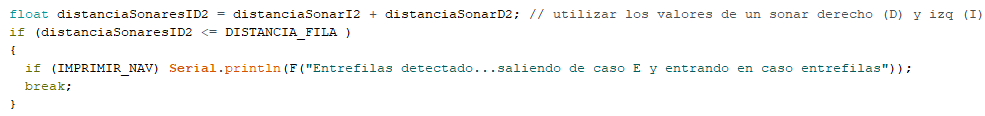 float distanciaSonaresID2 = distanciaSonarI2 + distanciaSonarD2; // utilizar los valores de un sonar derecho (D) y izq (I)
if (distanciaSonaresID2 <= DISTANCIA_FILA )
{
  if (IMPRIMIR_NAV) Serial.println(F("Entrefilas detectado...saliendo de caso E y entrando en caso entrefilas"));
  break;
}